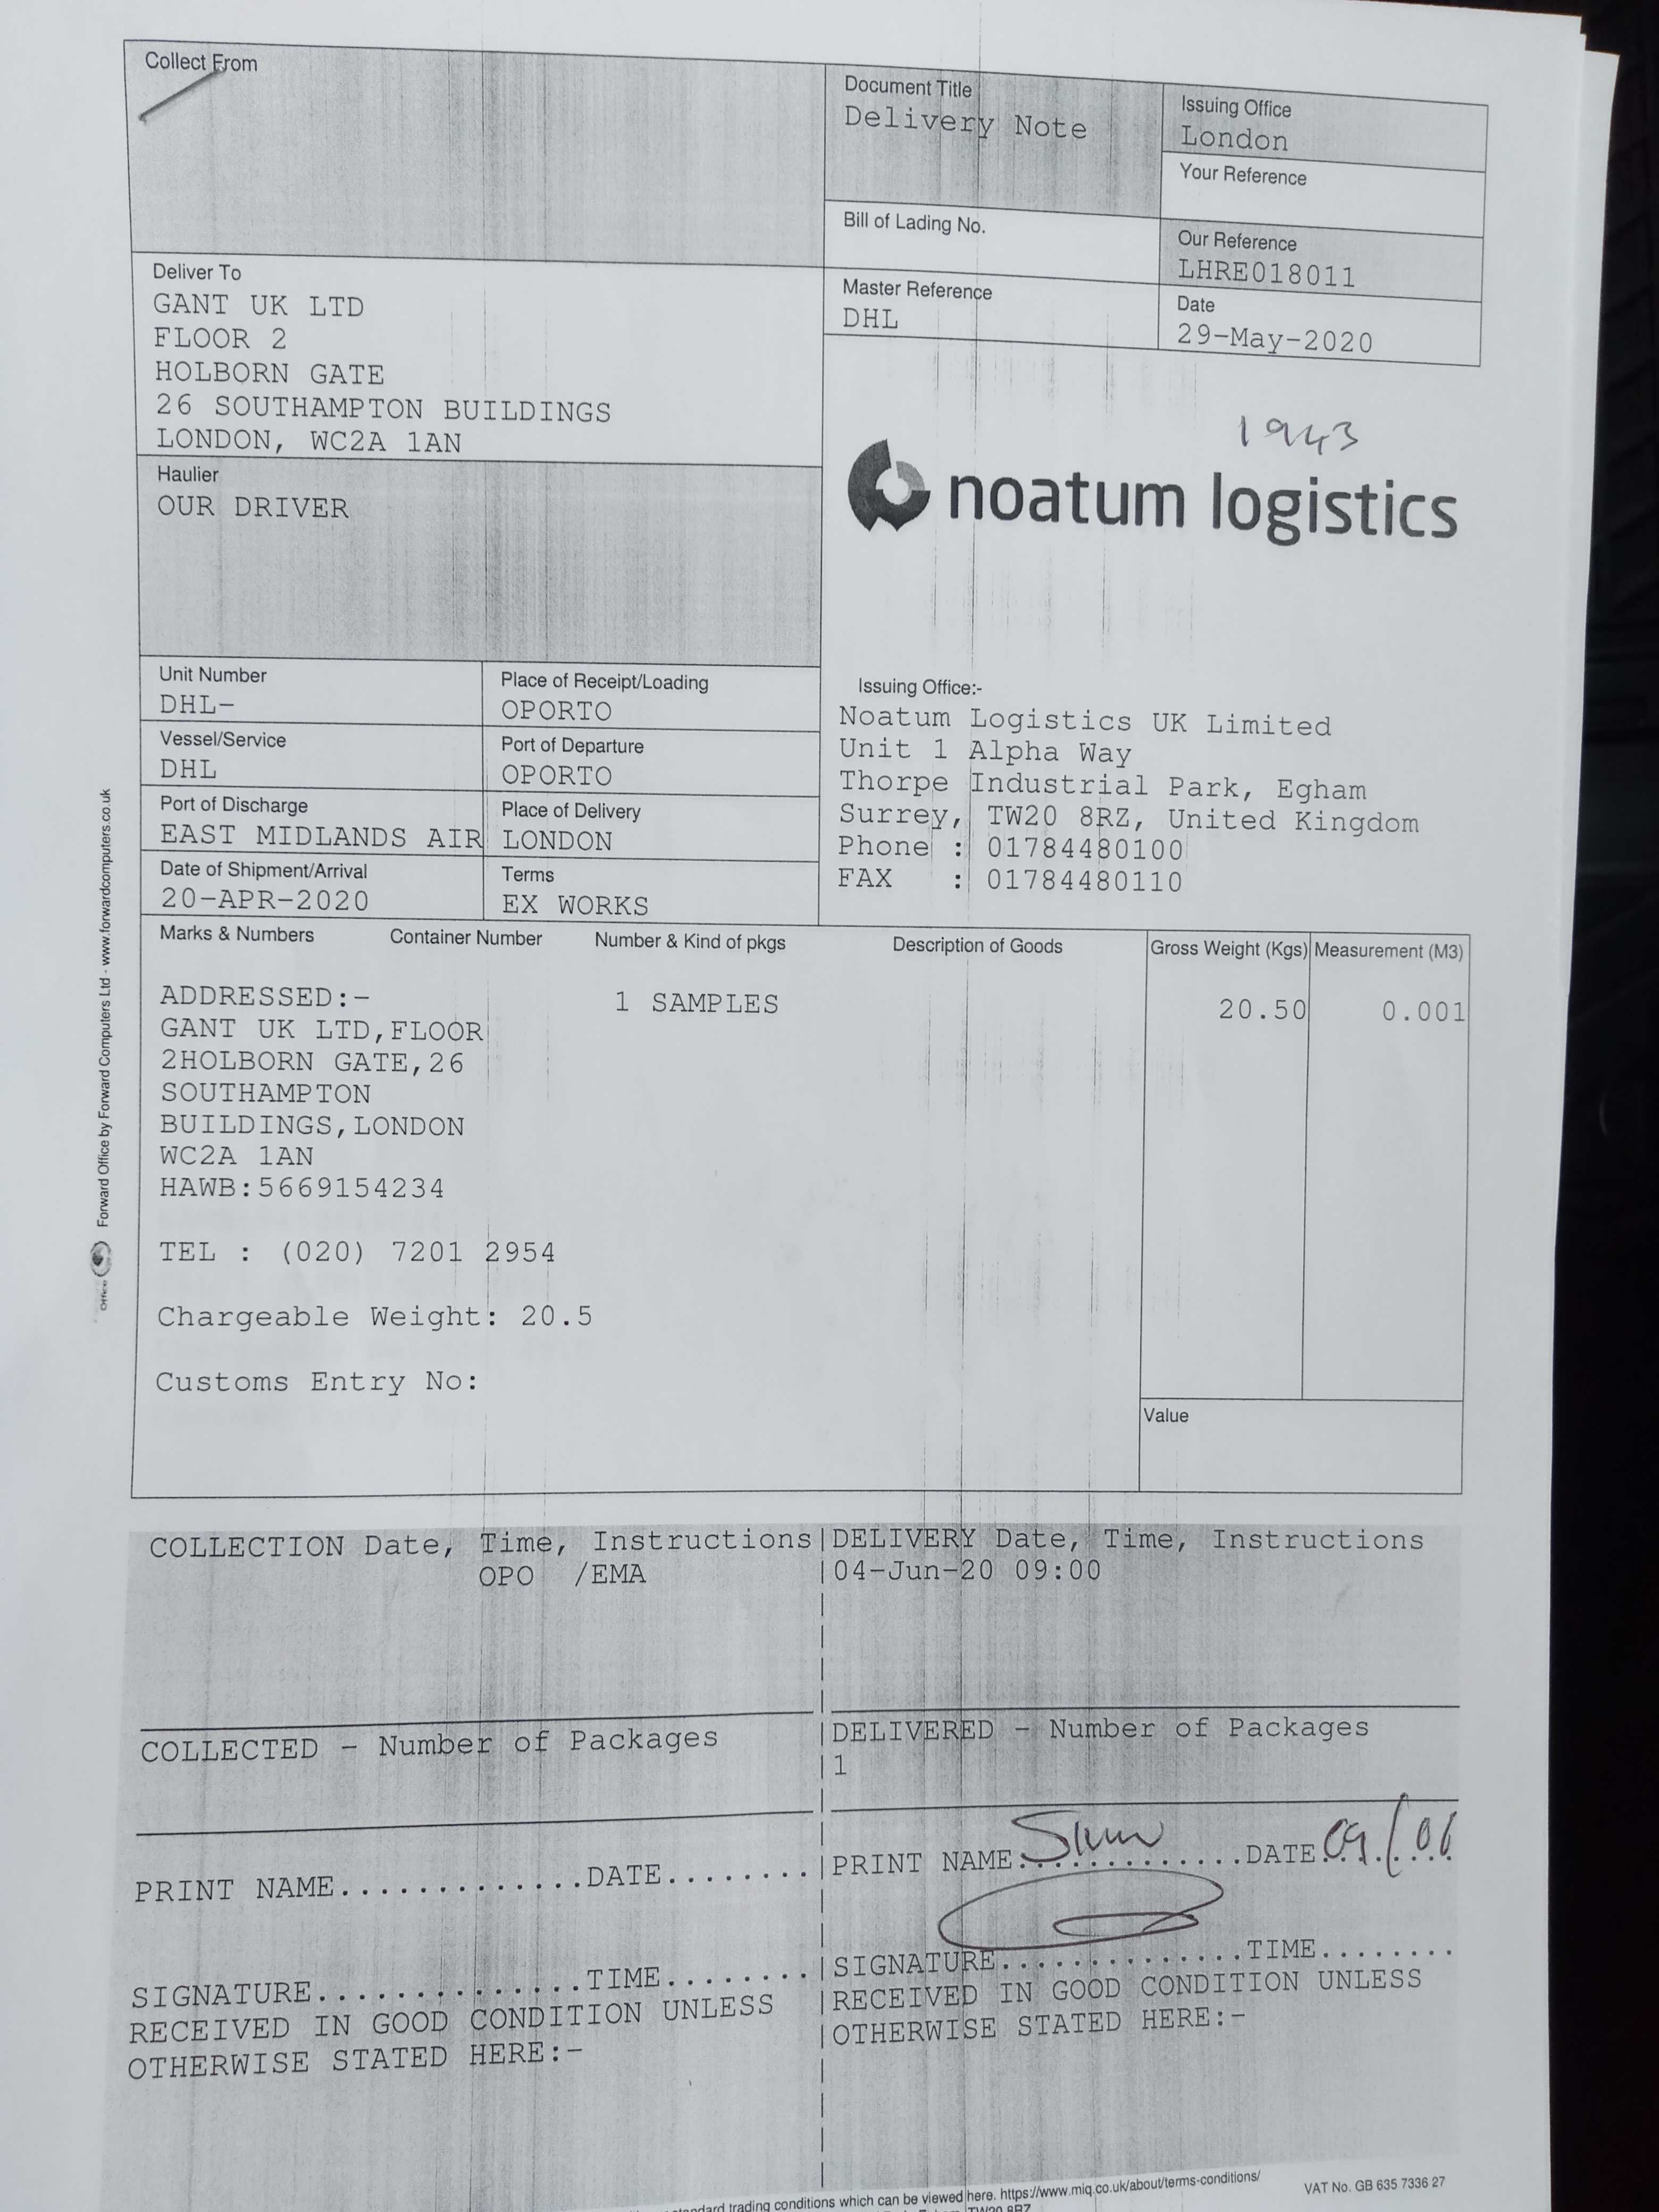 Collect From
Document Title
Delivery Note
Issuing Office
London
Your Reference
Bill of Lading No.
Our Reference
LHRE018011
Deliver To
GANT UK LTD
FLOOR 2
HOLBORN GATE
26 SOUTHAMPTON BUILDINGS
LONDON, WC2A 1AN
Master Reference
DHL
Date
29-May-2020
1943
noatum logistics
Haulier
OUR DRIVER
Unit Number
DHL-
Place of Receipt/Loading
OPORTO
Vessel/Service
DHL
Port of Departure
OPORTO
Port of Discharge
EAST MIDLANDS AIR
Place of Delivery
LONDON
Date of Shipment/Arrival
20-APR-2020
Terms
EX WORKS
Issuing Office:-
Noatum Logistics UK Limited
Unit 1 Alpha Way
Thorpe Industrial Park, Egham
Surrey, TW20 8RZ, United Kingdom
Phone : 01784480100
FAX : 01784480110
Marks & Numbers Container Number Number & Kind of pkgs Description of Goods Gross Weight (Kgs) Measurement (M3)
ADDRESSED:- 1 SAMPLES 20.50 0.001
GANT UK LTD,FLOOR
2HOLBORN GATE,26
SOUTHAMPTON
BUILDINGS,LONDON
WC2A 1AN
HAWB:5669154234
TEL : (020) 7201 2954
Chargeable Weight: 20.5
Customs Entry No:
Value
Office Forward Office by Forward Computers Ltd - www.forwardcomputers.co.uk
COLLECTION Date, Time, Instructions
OPO /EMA
COLLECTED - Number of Packages
PRINT NAME.............DATE........
SIGNATURE..............TIME........
RECEIVED IN GOOD CONDITION UNLESS
OTHERWISE STATED HERE:-
DELIVERY Date, Time, Instructions
04-Jun-20 09:00
DELIVERED - Number of Packages
1
PRINT NAME.............DATE 09/06
SIGNATURE..............TIME........
RECEIVED IN GOOD CONDITION UNLESS
OTHERWISE STATED HERE:-
trading conditions which can be viewed here. https://www.miq.co.uk/about/terms-conditions/
VAT No. GB 635 7336 27